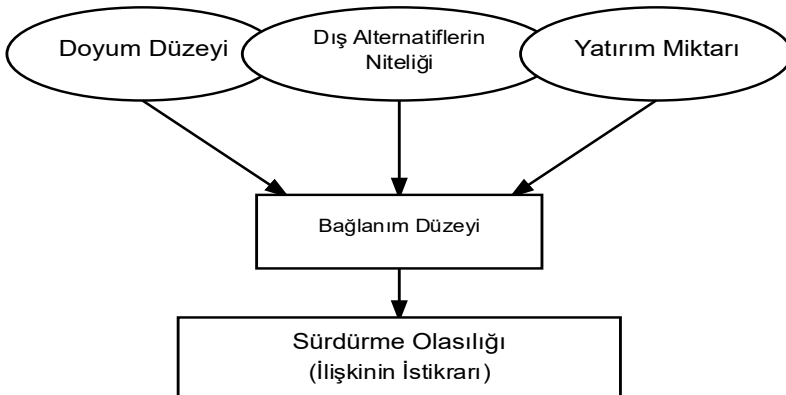 Doyum Düzeyi
Dış Alternatiflerin
Niteliği
Yatırım Miktarı
Bağlanım Düzeyi
Sürdürme Olasılığı
(İlişkinin İstikrarı)